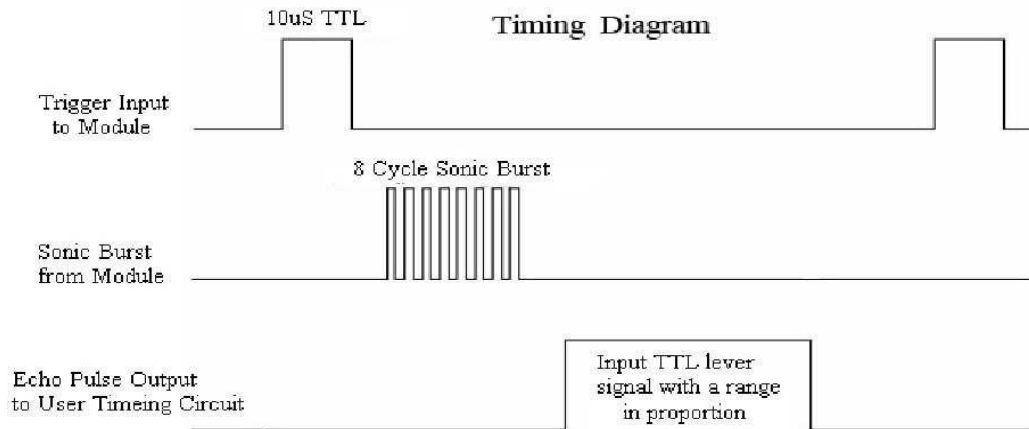 10uS TTL
Timing Diagram
Trigger Input
to Module
8 Cycle Sonic Burst
Sonic Burst
from Module
Echo Pulse Output
to User Timeing Circuit
Input TTL lever
signal with a range
in proportion